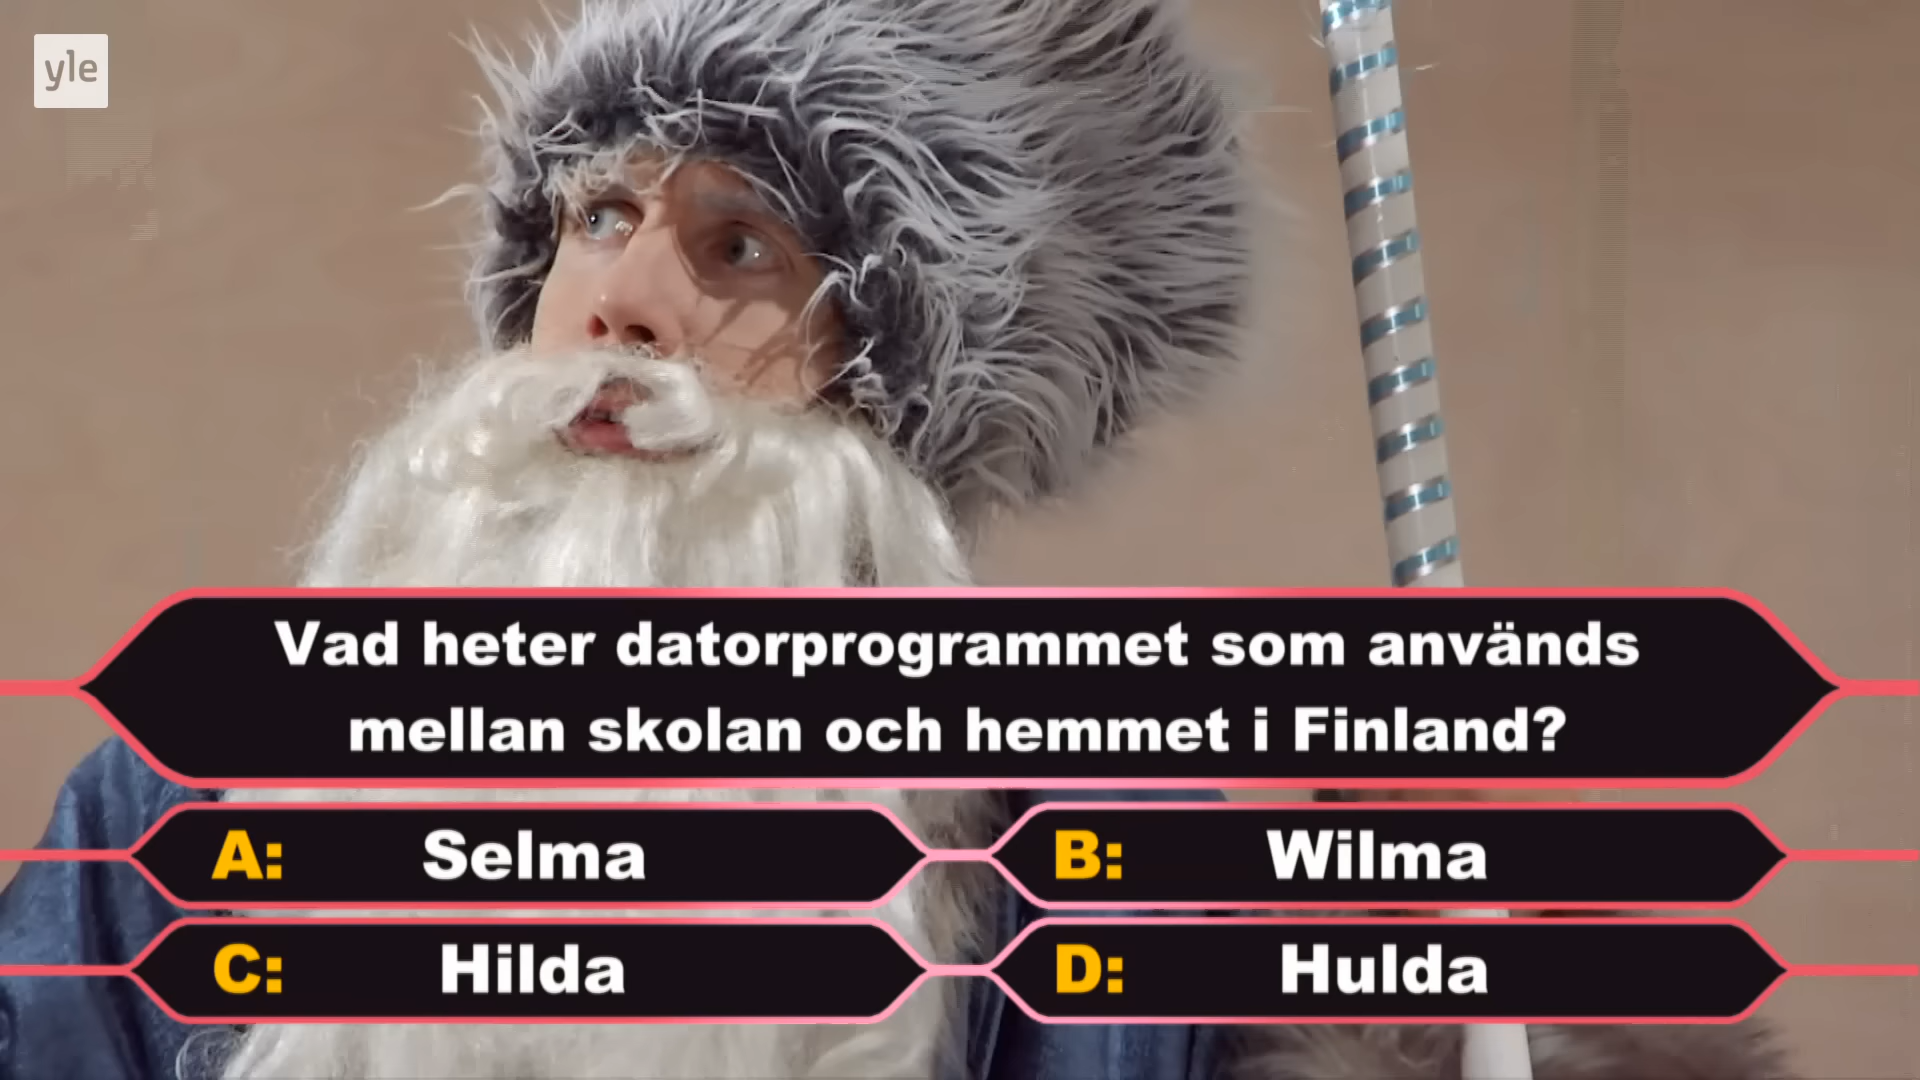 yle
Vad heter datorprogrammet som används
mellan skolan och hemmet i Finland?
A: Selma
B: Wilma
C: Hilda
D: Hulda